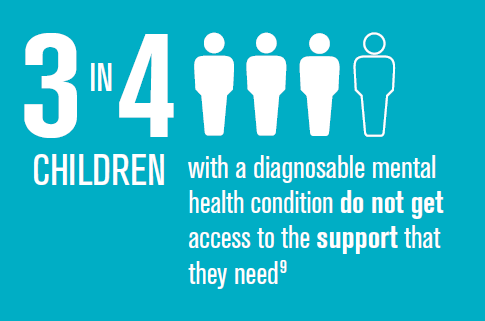 3 IN 4
CHILDREN
with a diagnosable mental
health condition do not get
access to the support that
they need⁹